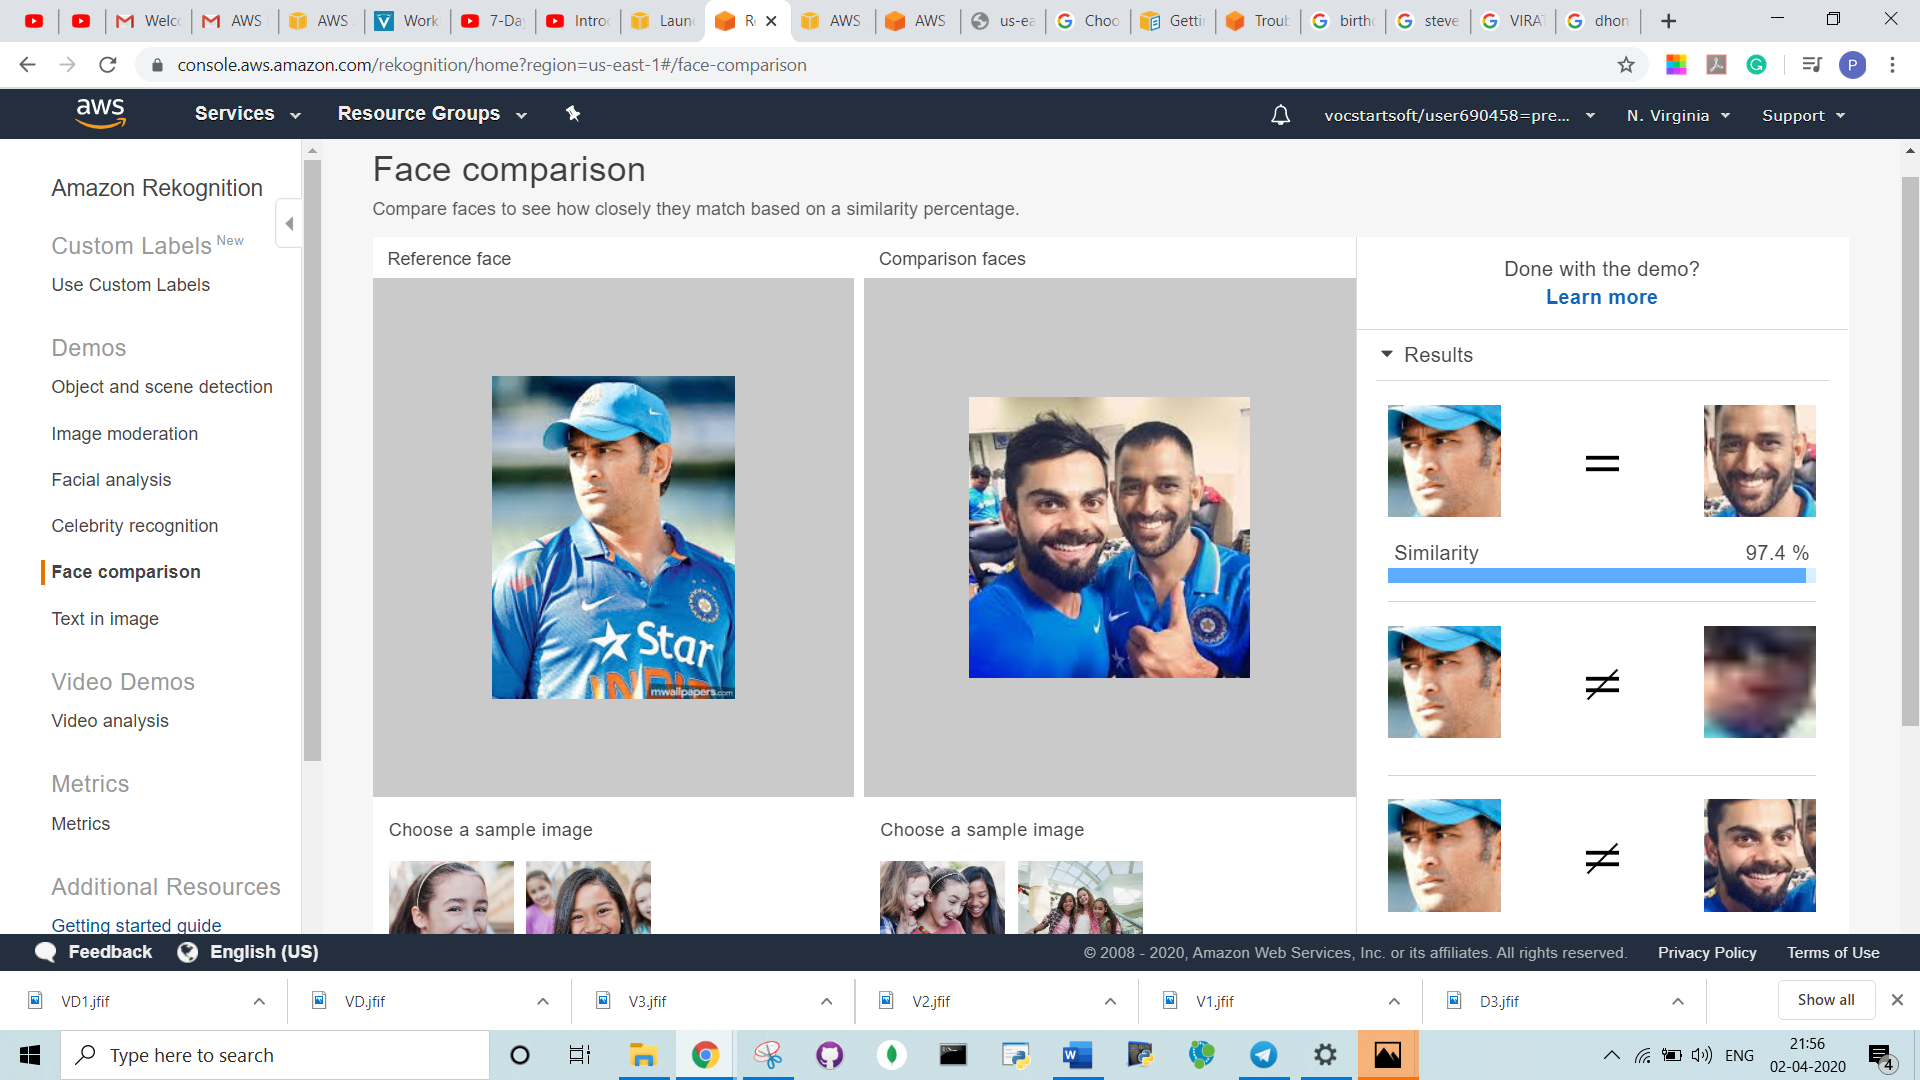 Welco
AWS
AWS
Work
7-Da
Intro
Laun
Re
AWS
AWS
us-ea
Choo
Getti
Troub
birth
steve
VIRAT
dhon
console.aws.amazon.com/rekognition/home?region=us-east-1#/face-comparison
P
aws
Services
Resource Groups
vocstartsoft/user690458=pre...
N. Virginia
Support
Amazon Rekognition
Custom Labels New
Use Custom Labels
Demos
Object and scene detection
Image moderation
Facial analysis
Celebrity recognition
Face comparison
Text in image
Video Demos
Video analysis
Metrics
Metrics
Additional Resources
Getting started guide
Face comparison
Compare faces to see how closely they match based on a similarity percentage.
Reference face
Comparison faces
Star
INDIA
mwallpapers.com
Choose a sample image
Choose a sample image
Done with the demo?
Learn more
Results
=
Similarity
97.4 %
≠
≠
Feedback
English (US)
© 2008 - 2020, Amazon Web Services, Inc. or its affiliates. All rights reserved.
Privacy Policy
Terms of Use
VD1.jfif
VD.jfif
V3.jfif
V2.jfif
V1.jfif
D3.jfif
Show all
Type here to search
ENG
21:56
02-04-2020
4